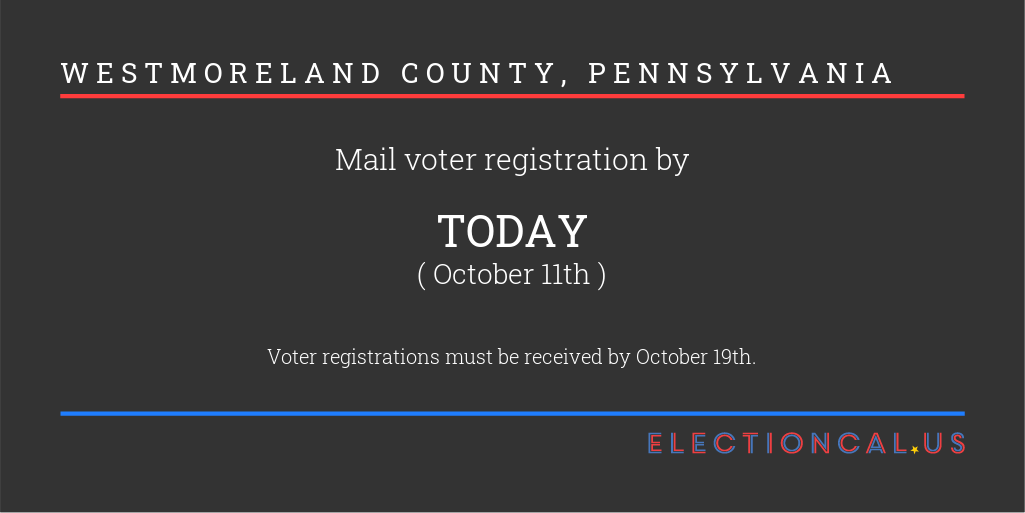 WESTMORELAND COUNTY, PENNSYLVANIA
Mail voter registration by
TODAY
( October 11th )
Voter registrations must be received by October 19th.
ELECTIONCAL.US